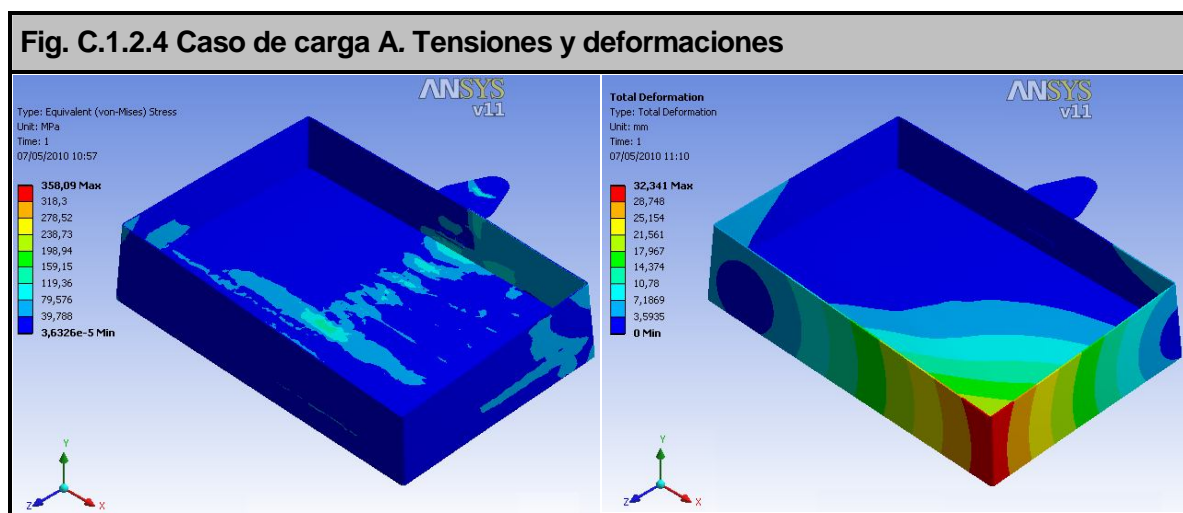 Fig. C.1.2.4 Caso de carga A. Tensiones y deformaciones
ANSYS
v11
Type: Equivalent (von-Mises) Stress
Unit: MPa
Time: 1
07/05/2010 10:57
358,09 Max
318,3
278,52
238,73
198,94
159,15
119,36
79,576
39,788
3,6326e-5 Min
Y
Z
X
ANSYS
v11
Total Deformation
Type: Total Deformation
Unit: mm
Time: 1
07/05/2010 11:10
32,341 Max
28,748
25,154
21,561
17,967
14,374
10,78
7,1869
3,5935
0 Min
Y
Z
X